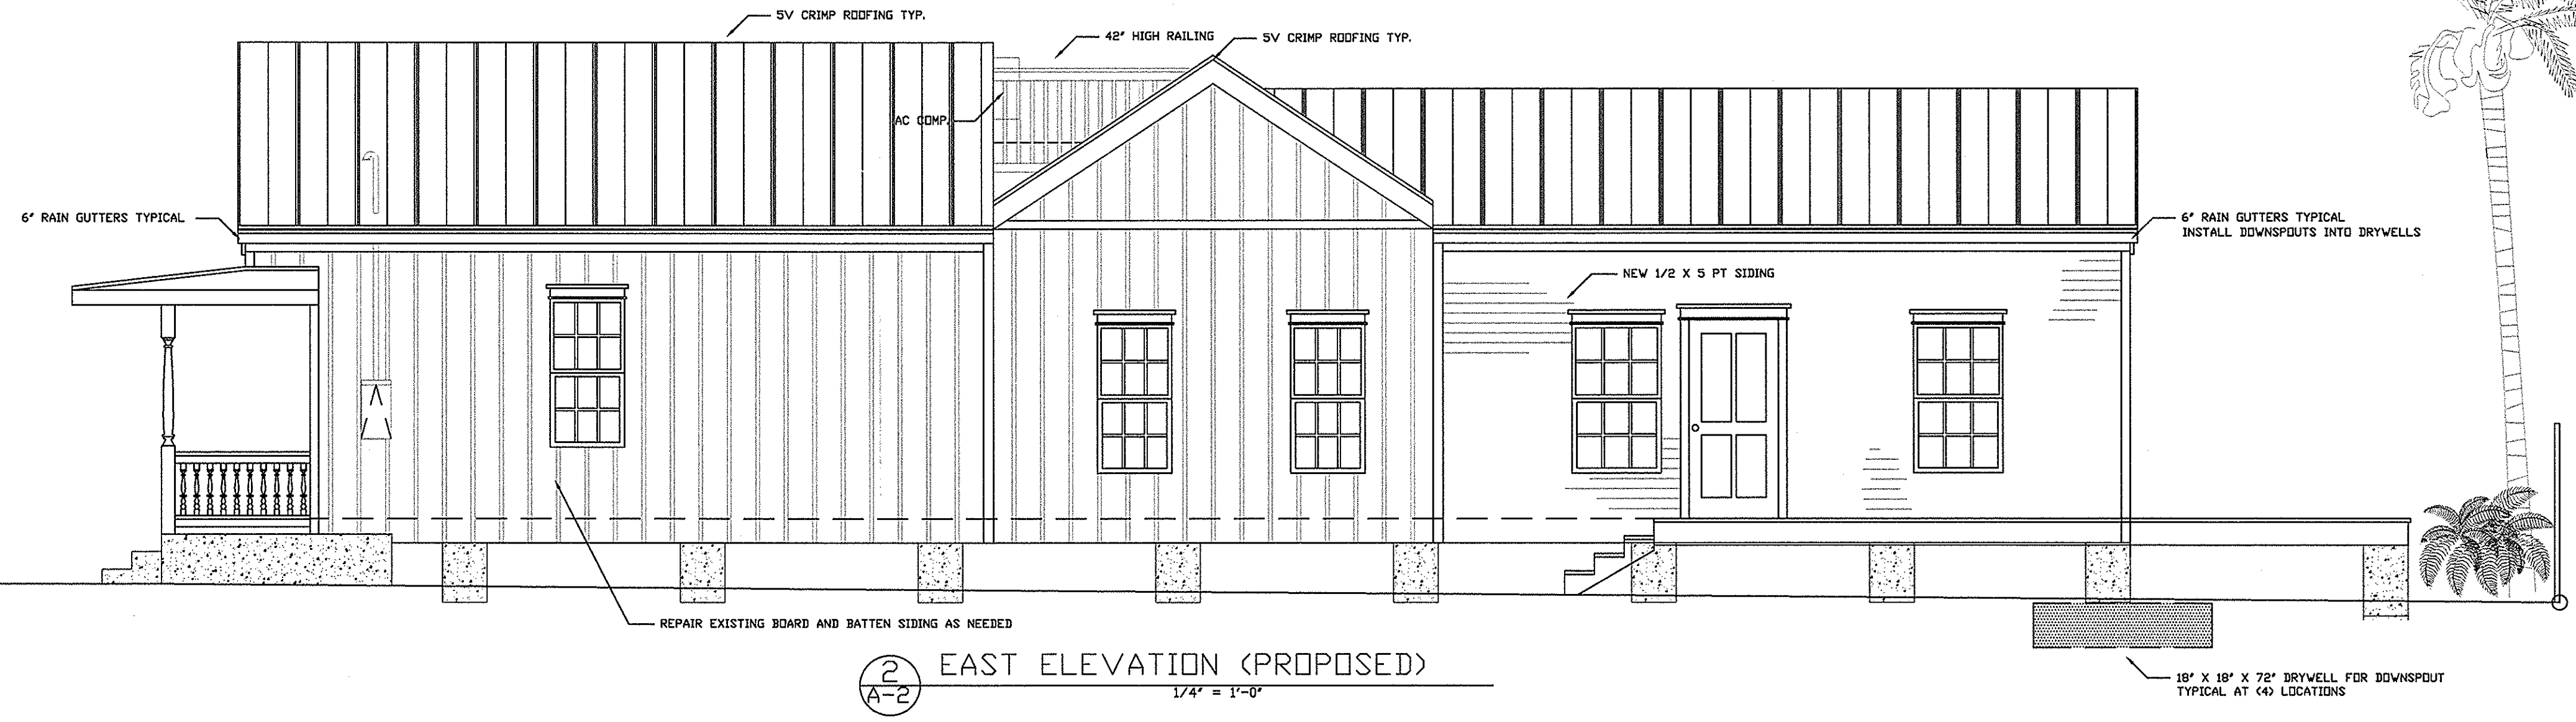 5V CRIMP ROOFING TYP.
42" HIGH RAILING
5V CRIMP ROOFING TYP.
AC COMP.
6" RAIN GUTTERS TYPICAL
6" RAIN GUTTERS TYPICAL
INSTALL DOWNSPOUTS INTO DRYWELLS
NEW 1/2 X 5 PT SIDING
REPAIR EXISTING BOARD AND BATTEN SIDING AS NEEDED
2
A-2
EAST ELEVATION (PROPOSED)
1/4" = 1'-0"
18" X 18" X 72" DRYWELL FOR DOWNSPOUT
TYPICAL AT (4) LOCATIONS